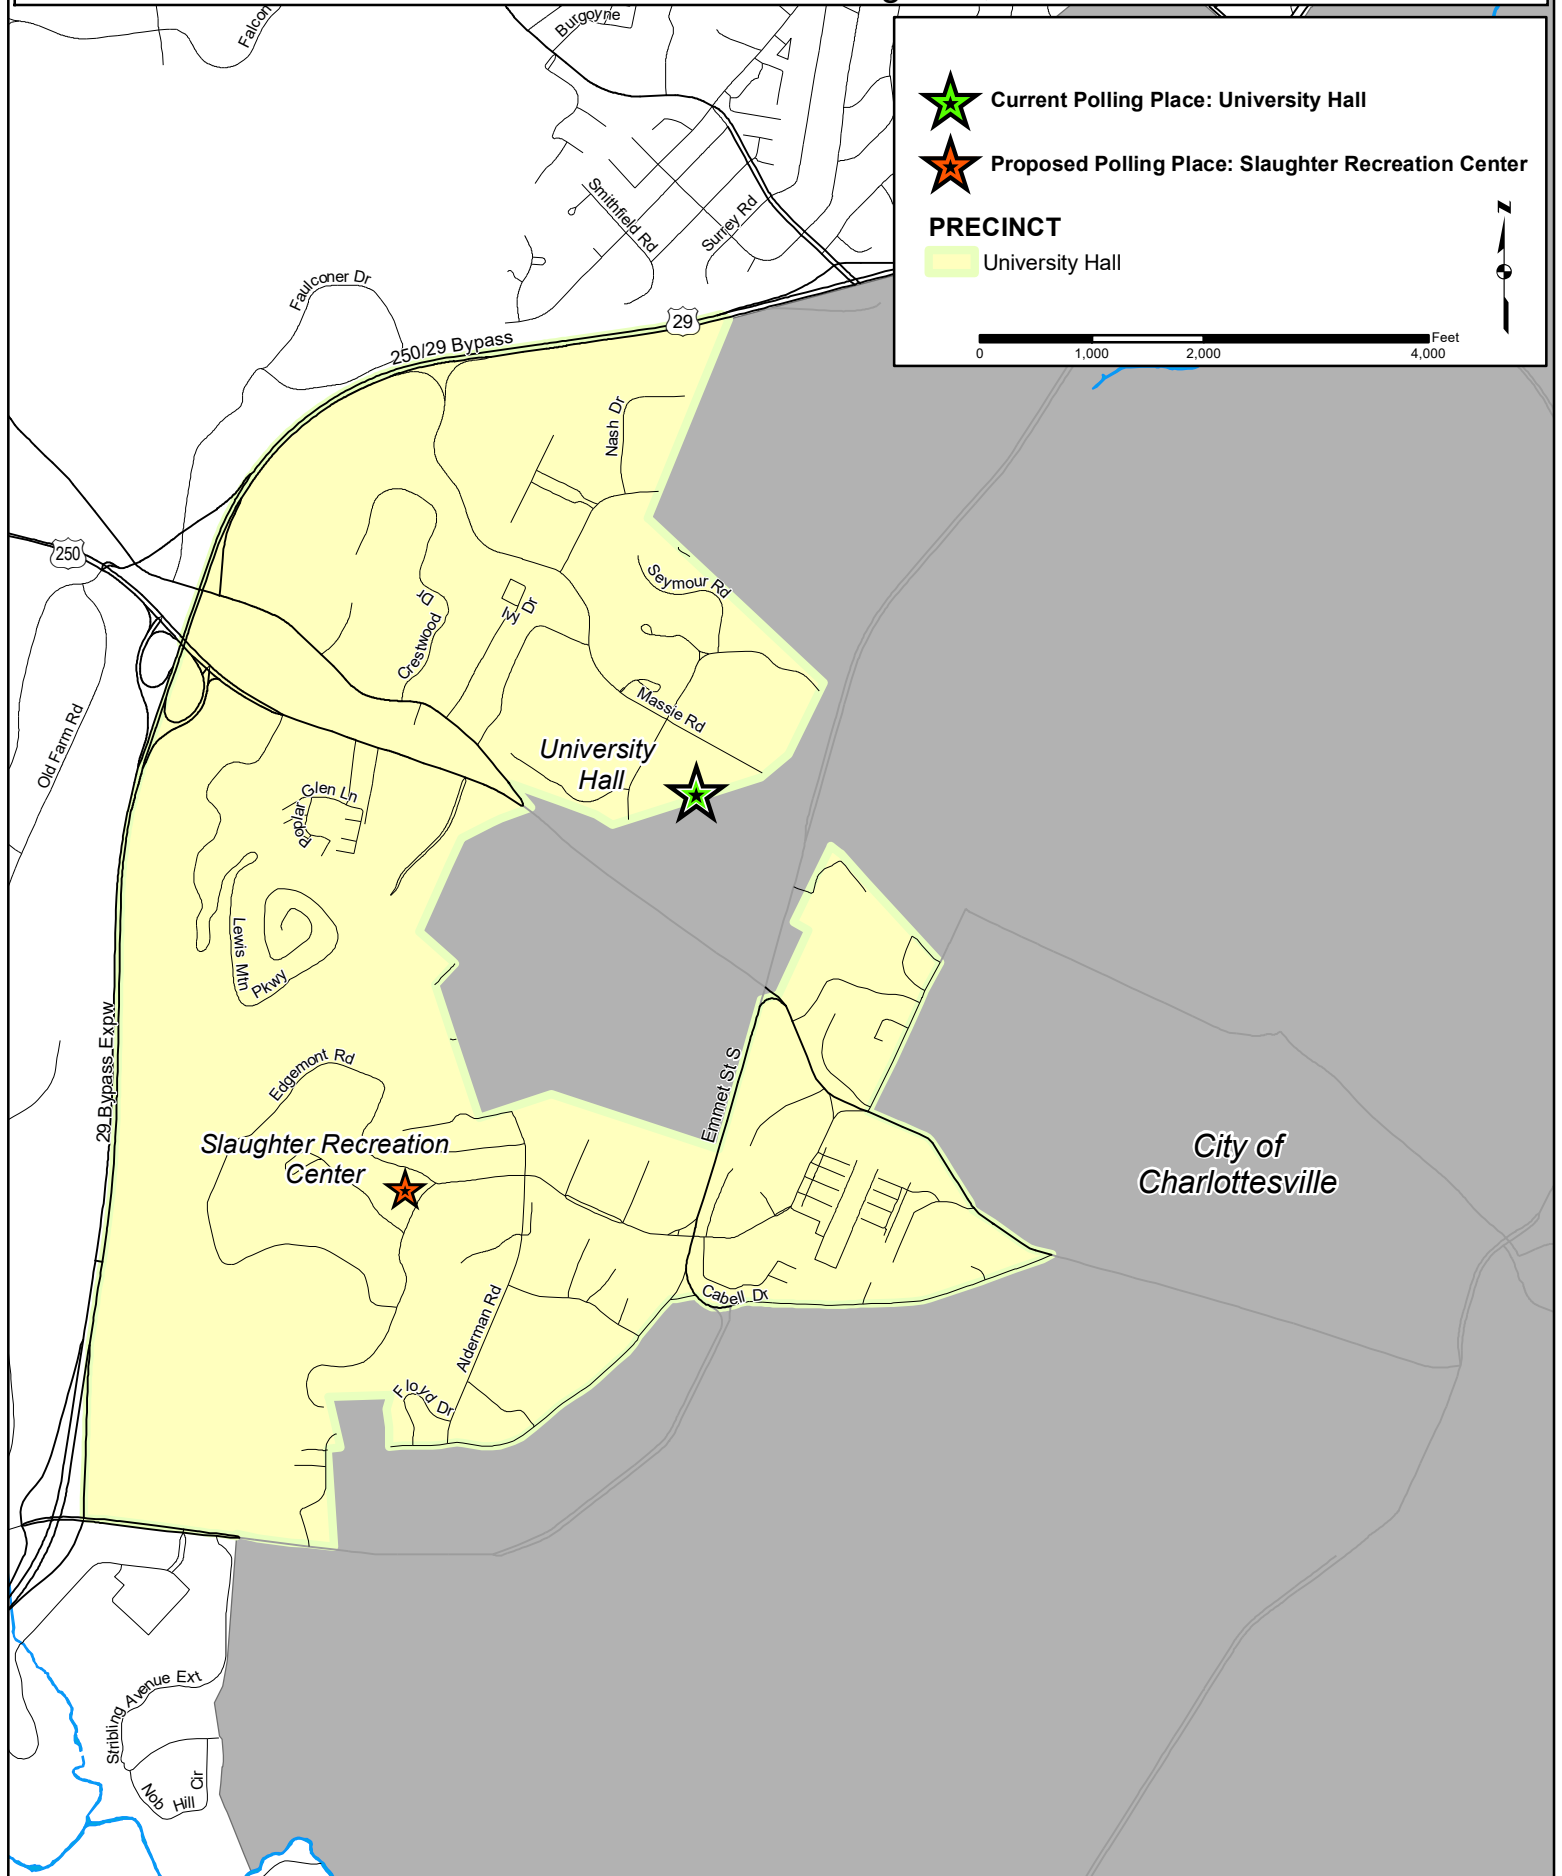 Falcon
Burgoyne
Current Polling Place: University Hall
Proposed Polling Place: Slaughter Recreation Center
PRECINCT
University Hall
N
Feet
0 1,000 2,000 4,000
Smithfield Rd
Surrey Rd
Faulconer Dr
29
250/29 Bypass
Nash Dr
250
Seymour Rd
Ivy Dr
Crestwood Dr
Massie Rd
Old Farm Rd
University
Hall
Poplar Glen Ln
Lewis Mtn Pkwy
29 Bypass Expw
Edgemont Rd
Emmet St S
Slaughter Recreation
Center
City of
Charlottesville
Cabell Dr
Alderman Rd
Floyd Dr
Stribling Avenue Ext
Nob Hill Cir